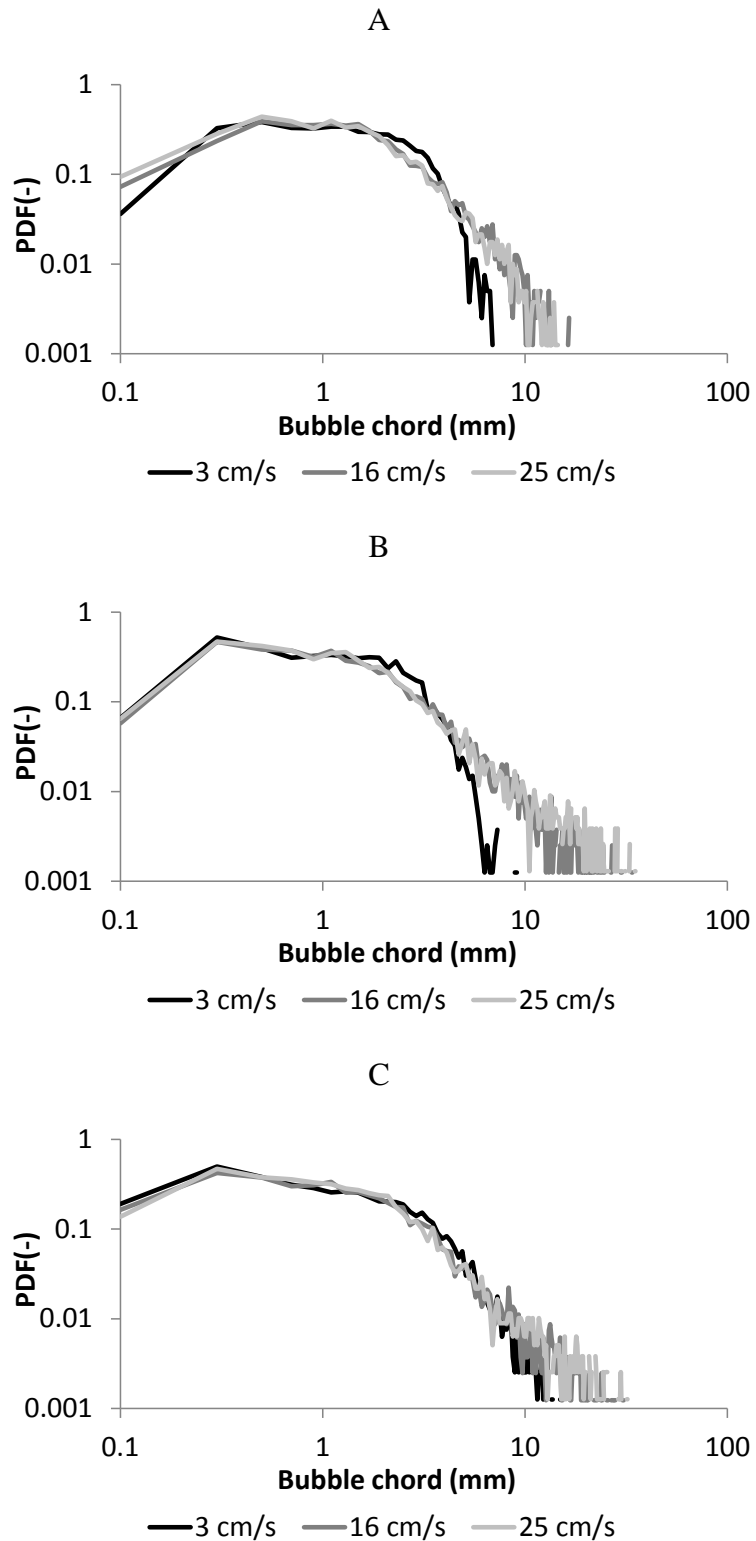 A
1
0.1
0.01
0.001
PDF(-)
0.1 1 10 100
Bubble chord (mm)
3 cm/s 16 cm/s 25 cm/s
B
1
0.1
0.01
0.001
PDF(-)
0.1 1 10 100
Bubble chord (mm)
3 cm/s 16 cm/s 25 cm/s
C
1
0.1
0.01
0.001
PDF(-)
0.1 1 10 100
Bubble chord (mm)
3 cm/s 16 cm/s 25 cm/s